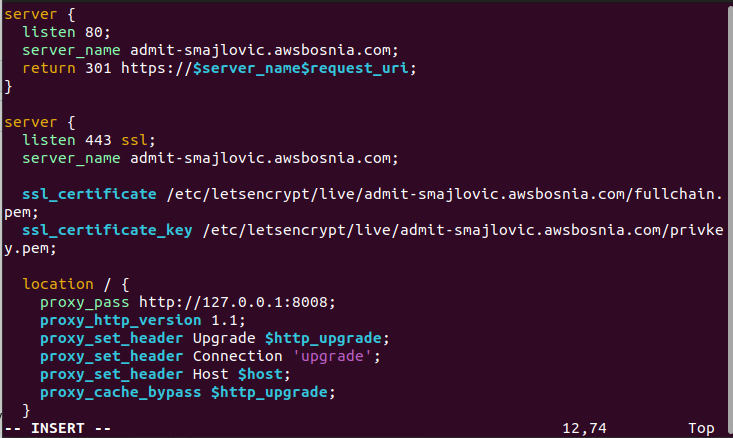 server {
  listen 80;
  server_name admit-smajlovic.awsbosnia.com;
  return 301 https://$server_name$request_uri;
}

server {
  listen 443 ssl;
  server_name admit-smajlovic.awsbosnia.com;

  ssl_certificate /etc/letsencrypt/live/admit-smajlovic.awsbosnia.com/fullchain.
pem;
  ssl_certificate_key /etc/letsencrypt/live/admit-smajlovic.awsbosnia.com/privke
y.pem;

  location / {
    proxy_pass http://127.0.0.1:8008;
    proxy_http_version 1.1;
    proxy_set_header Upgrade $http_upgrade;
    proxy_set_header Connection 'upgrade';
    proxy_set_header Host $host;
    proxy_cache_bypass $http_upgrade;
  }
-- INSERT -- 12,74 Top